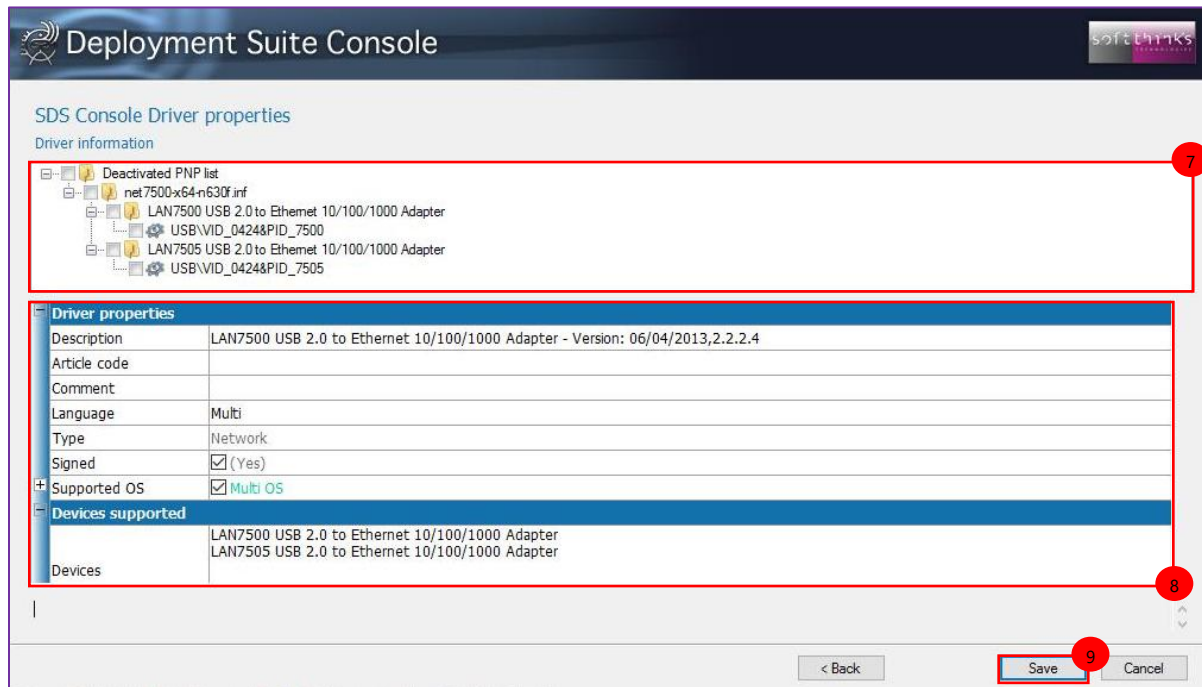 Deployment Suite Console
softthinks
TECHNOLOGIES
SDS Console Driver properties
Driver information
7
Deactivated PNP list
net7500-x64-n630f.inf
LAN7500 USB 2.0 to Ethernet 10/100/1000 Adapter
USB\VID_0424&PID_7500
LAN7505 USB 2.0 to Ethernet 10/100/1000 Adapter
USB\VID_0424&PID_7505
Driver properties
Description LAN7500 USB 2.0 to Ethernet 10/100/1000 Adapter - Version: 06/04/2013,2.2.2.4
Article code
Comment
Language Multi
Type Network
Signed (Yes)
Supported OS Multi OS
Devices supported
LAN7500 USB 2.0 to Ethernet 10/100/1000 Adapter
LAN7505 USB 2.0 to Ethernet 10/100/1000 Adapter
Devices
8
9
< Back Save Cancel